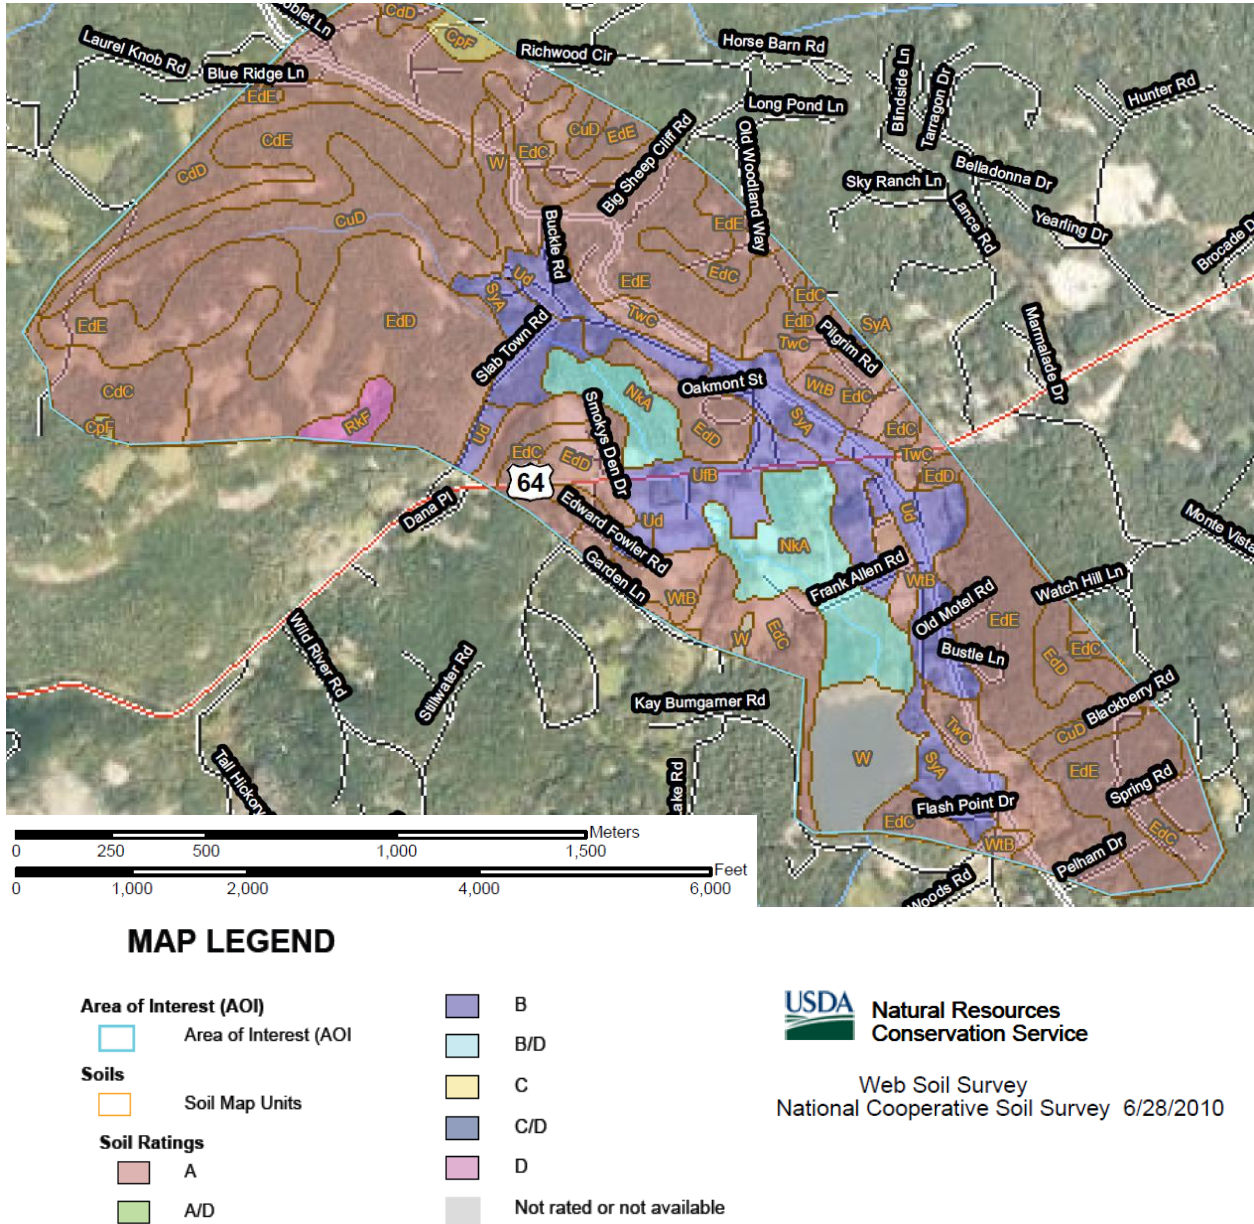 oblet Ln
CdD
CpF
Richwood Cir
Horse Barn Rd
Laurel Knob Rd
Blue Ridge Ln
EdE
Long Pond Ln
Blindside Ln
Tarragon Dr
Hunter Rd
CuD
EdE
CdE
W
EdC
Big Sheep Cliff Rd
Old Woodland Way
Belladonna Dr
Sky Ranch Ln
CdD
Lance Rd
Yearling Dr
CuD
Buckle Rd
EdE
Brocade D
Ud
EdE
EdC
SyA
EdC
EdE
EdD
TwC
EdD
SyA
Slab Town Rd
TwC
Pilgrim Rd
Marmalade Dr
CdC
NkA
Oakmont St
WtB
EdC
CpF
RkF
Smokys Den Dr
SyA
Ud
EdD
EdC
EdC
EdD
TwC
UfB
EdD
64
Dana Pl
Edward Fowler Rd
Ud
Ud
Monte Vista
NkA
Garden Ln
Frank Allen Rd
WtB
Watch Hill Ln
WtB
Old Motel Rd
EdE
Wild River Rd
W
EdC
EdC
Stillwater Rd
Bustle Ln
EdD
Kay Bumgarner Rd
Blackberry Rd
TwC
CuD
Tall Hickory
W
SyA
EdE
Spring Rd
ake Rd
Flash Point Dr
EdC
EdC
WtB
Pelham Dr
Woods Rd
Meters
0 250 500 1,000 1,500
Feet
0 1,000 2,000 4,000 6,000
MAP LEGEND
Area of Interest (AOI)
Area of Interest (AOI
Soils
Soil Map Units
Soil Ratings
A
A/D
B
B/D
C
C/D
D
Not rated or not available
USDA
Natural Resources
Conservation Service
Web Soil Survey
National Cooperative Soil Survey 6/28/2010